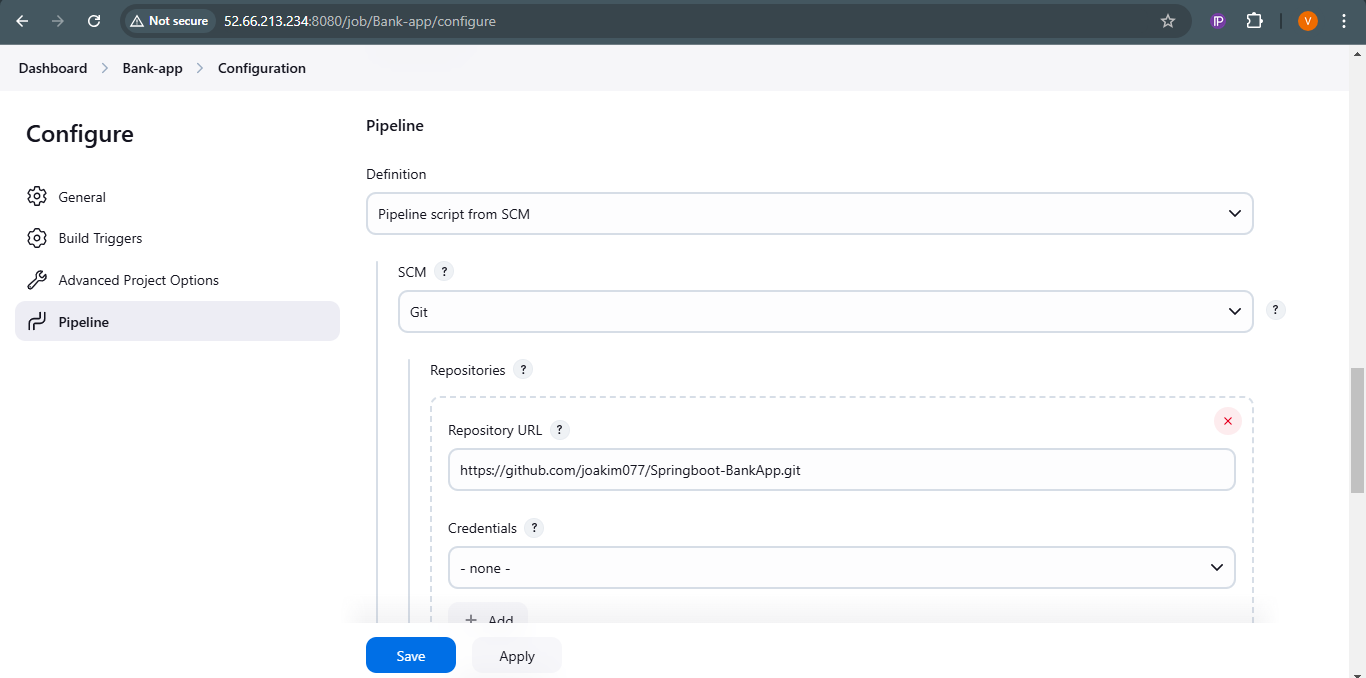 Not secure 52.66.213.234:8080/job/Bank-app/configure
IP
V
Dashboard > Bank-app > Configuration
Configure
General
Build Triggers
Advanced Project Options
Pipeline
Pipeline
Definition
Pipeline script from SCM
SCM ?
Git
?
Repositories ?
Repository URL ?
https://github.com/joakim077/Springboot-BankApp.git
Credentials ?
- none -
+ Add
Save Apply